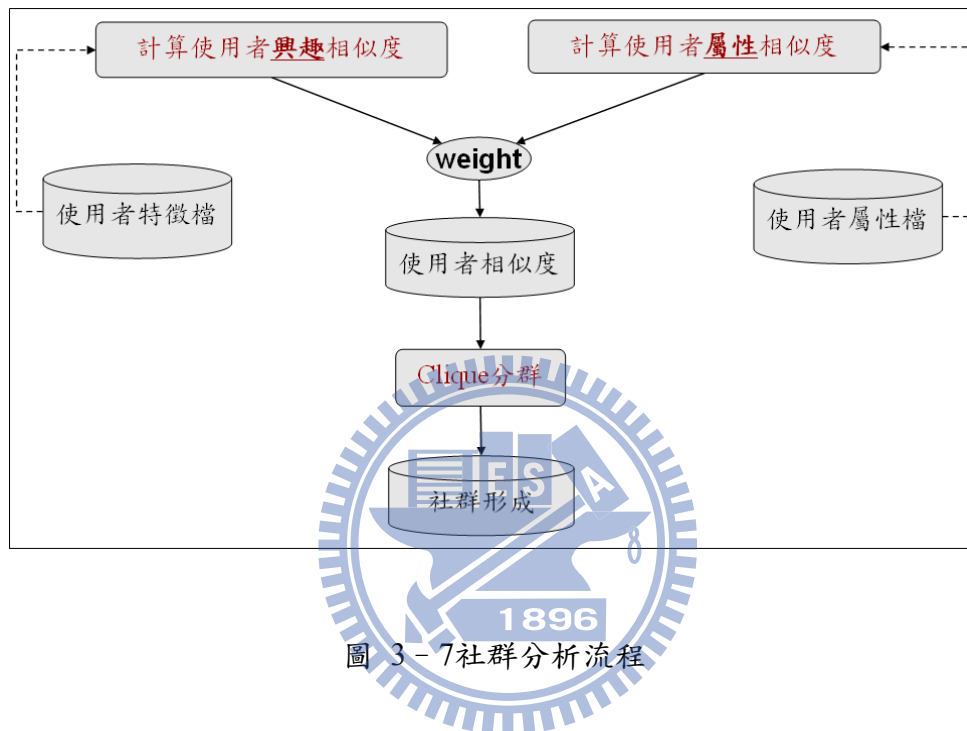 計算使用者興趣相似度
計算使用者屬性相似度
weight
使用者特徵檔
使用者屬性檔
使用者相似度
Clique分群
社群形成
E S A
1896
圖 3-7社群分析流程